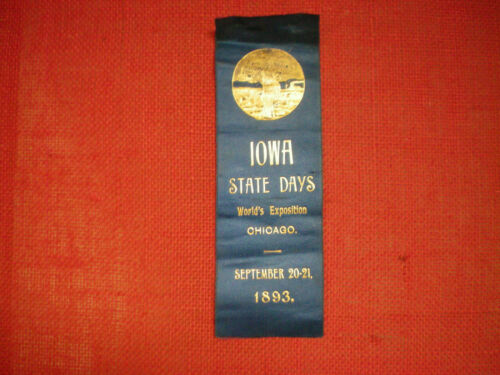 IOWA
STATE DAYS
World's Exposition
CHICAGO.
SEPTEMBER 20-21,
1893.